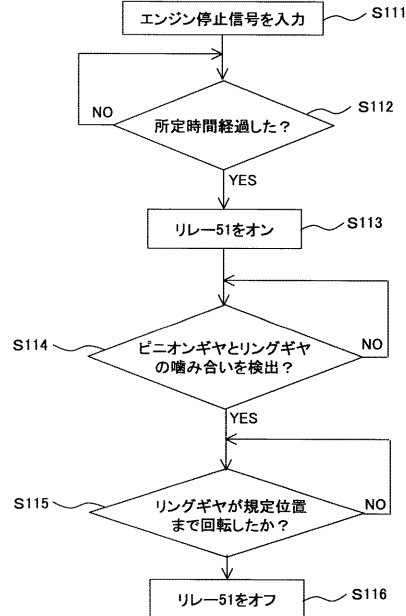 エンジン停止信号を入力
S111
NO
所定時間経過した？
S112
YES
リレー51をオン
S113
S114
ピニオンギヤとリングギヤ
の噛み合いを検出？
NO
YES
S115
リングギヤが規定位置
まで回転したか？
NO
リレー51をオフ
S116